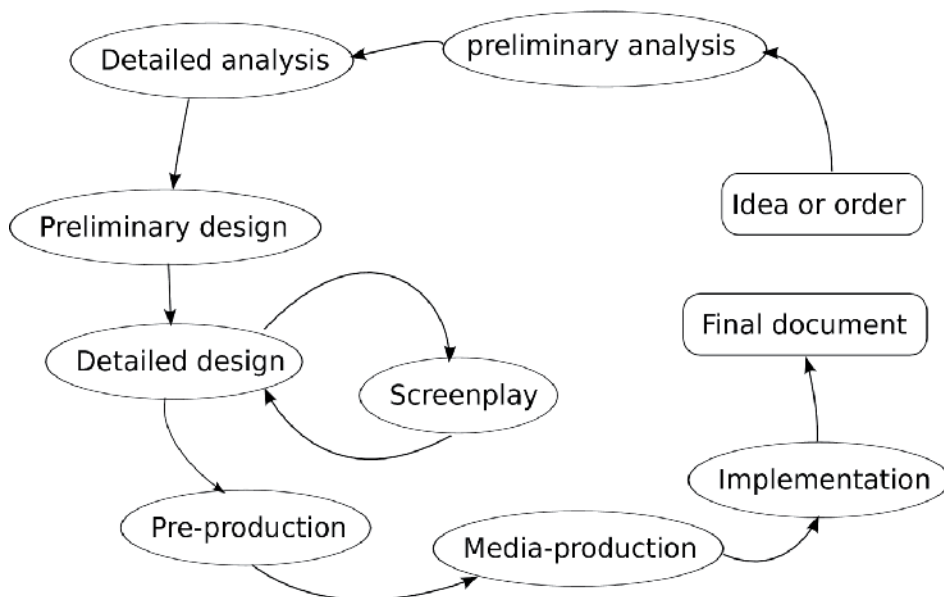 Idea or order
preliminary analysis
Detailed analysis
Preliminary design
Detailed design
Screenplay
Pre-production
Media-production
Implementation
Final document